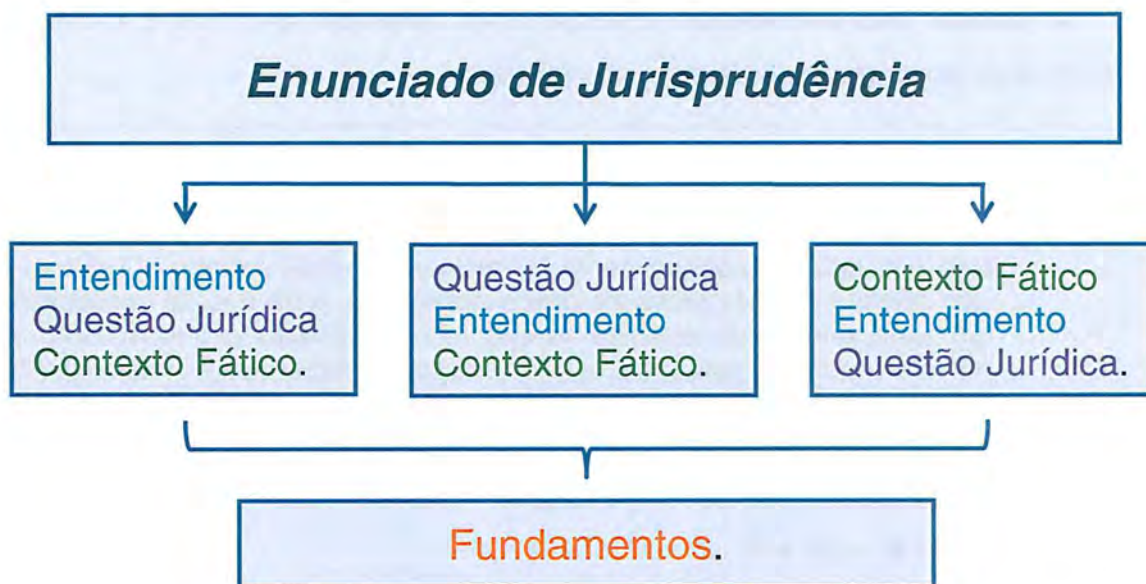 Enunciado de Jurisprudência
Entendimento
Questão Jurídica
Contexto Fático.
Questão Jurídica
Entendimento
Contexto Fático.
Contexto Fático
Entendimento
Questão Jurídica.
Fundamentos.